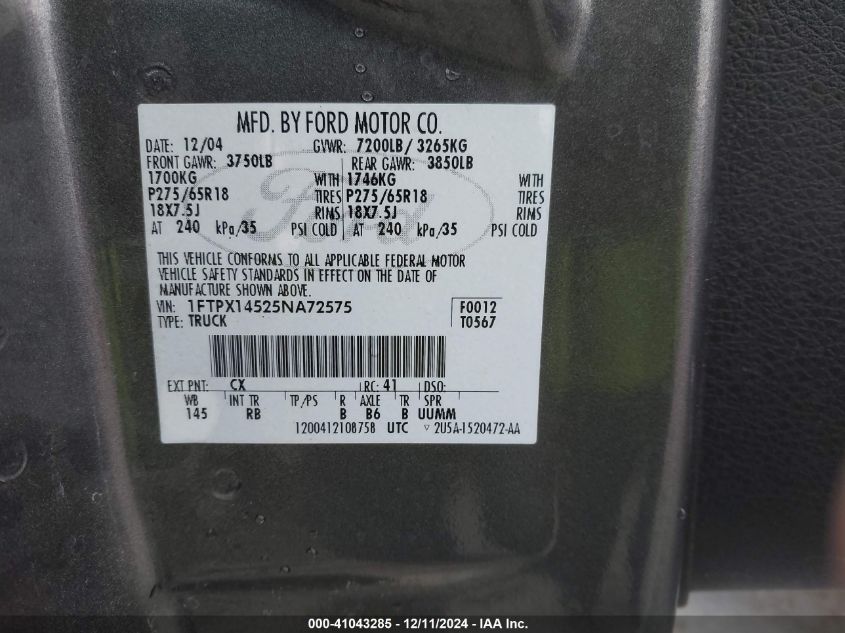 MFD. BY FORD MOTOR CO.
DATE: 12/04 GVWR: 7200LB/ 3265KG
FRONT GAWR: 3750LB REAR GAWR: 3850LB
1700KG WITH 1746KG WITH
P275/65R18 TIRES P275/65R18 TIRES
18X7.5J RIMS 18X7.5J RIMS
AT 240 kPa/35 PSI COLD AT 240 kPa/35 PSI COLD
Ford
THIS VEHICLE CONFORMS TO ALL APPLICABLE FEDERAL MOTOR
VEHICLE SAFETY STANDARDS IN EFFECT ON THE DATE OF
MANUFACTURE SHOWN ABOVE.
VIN: 1FTPX14525NA72575 F0012
TYPE: TRUCK T0567
EXT PNT: CX RC: 41 DSO:
WB INT TR TP/PS R AXLE TR SPR
145 RB B B6 B UUMM
1200412108758 UTC ▽ 2U5A-1520472-AA
000-41043285 - 12/11/2024 - IAA Inc.